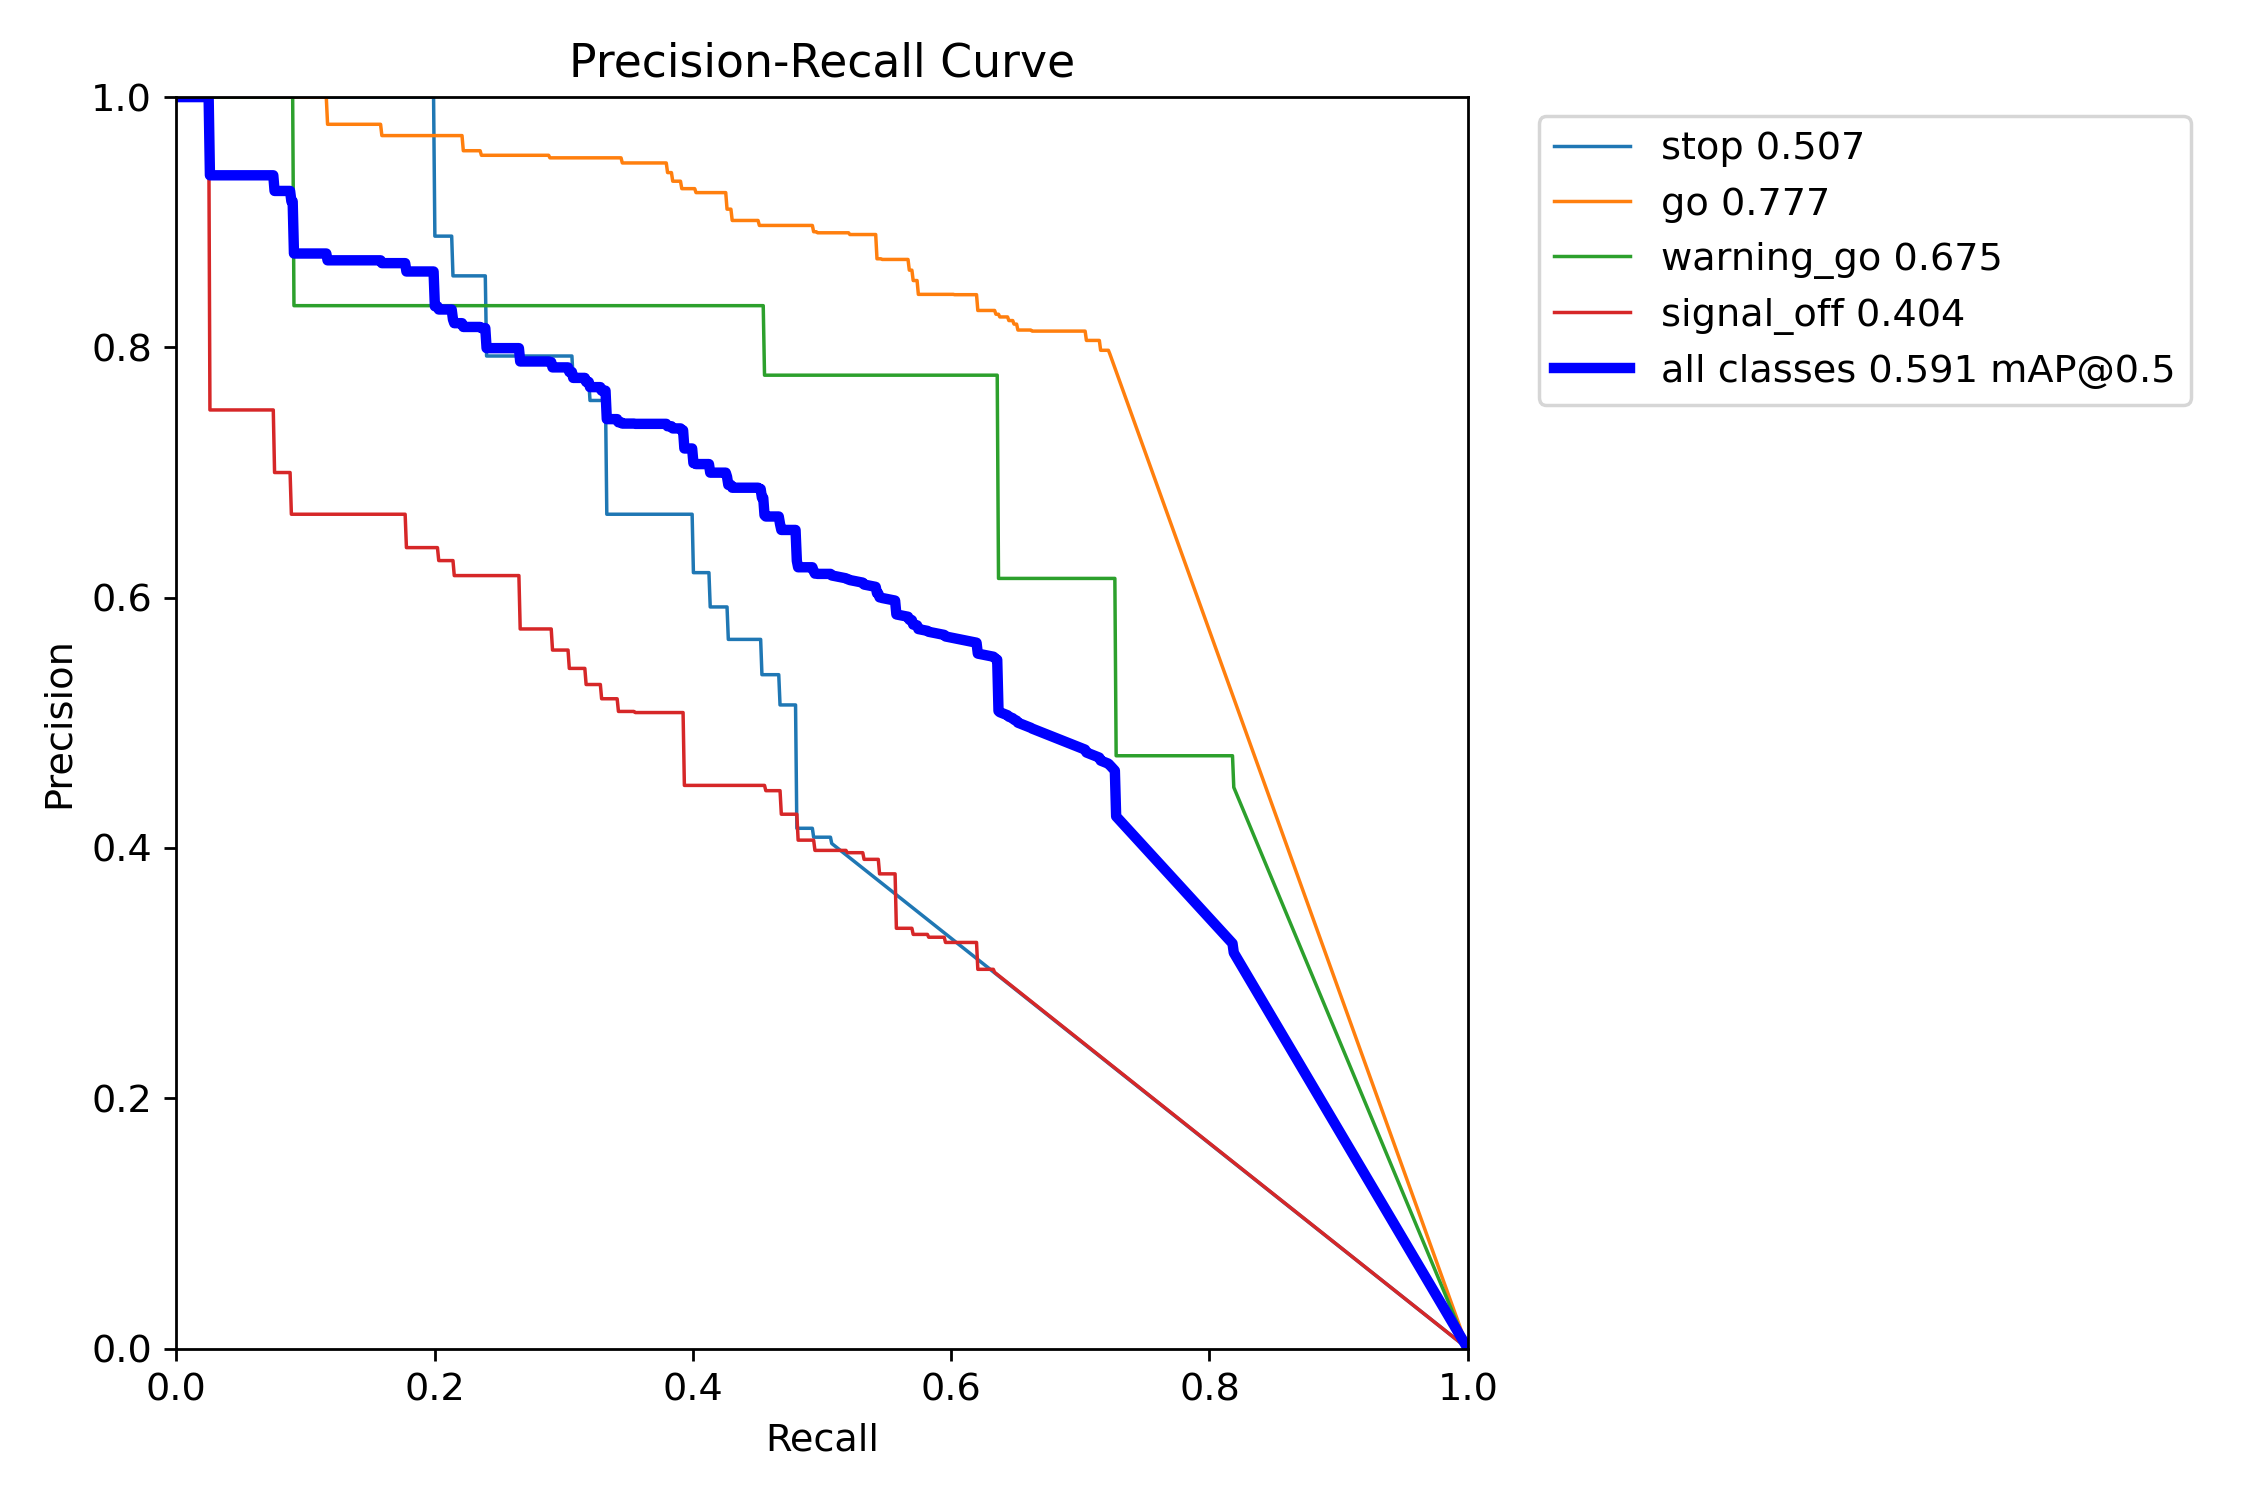 Precision-Recall Curve
1.0
0.8
0.6
0.4
0.2
0.0
Precision
0.0 0.2 0.4 0.6 0.8 1.0
Recall
stop 0.507
go 0.777
warning_go 0.675
signal_off 0.404
all classes 0.591 mAP@0.5